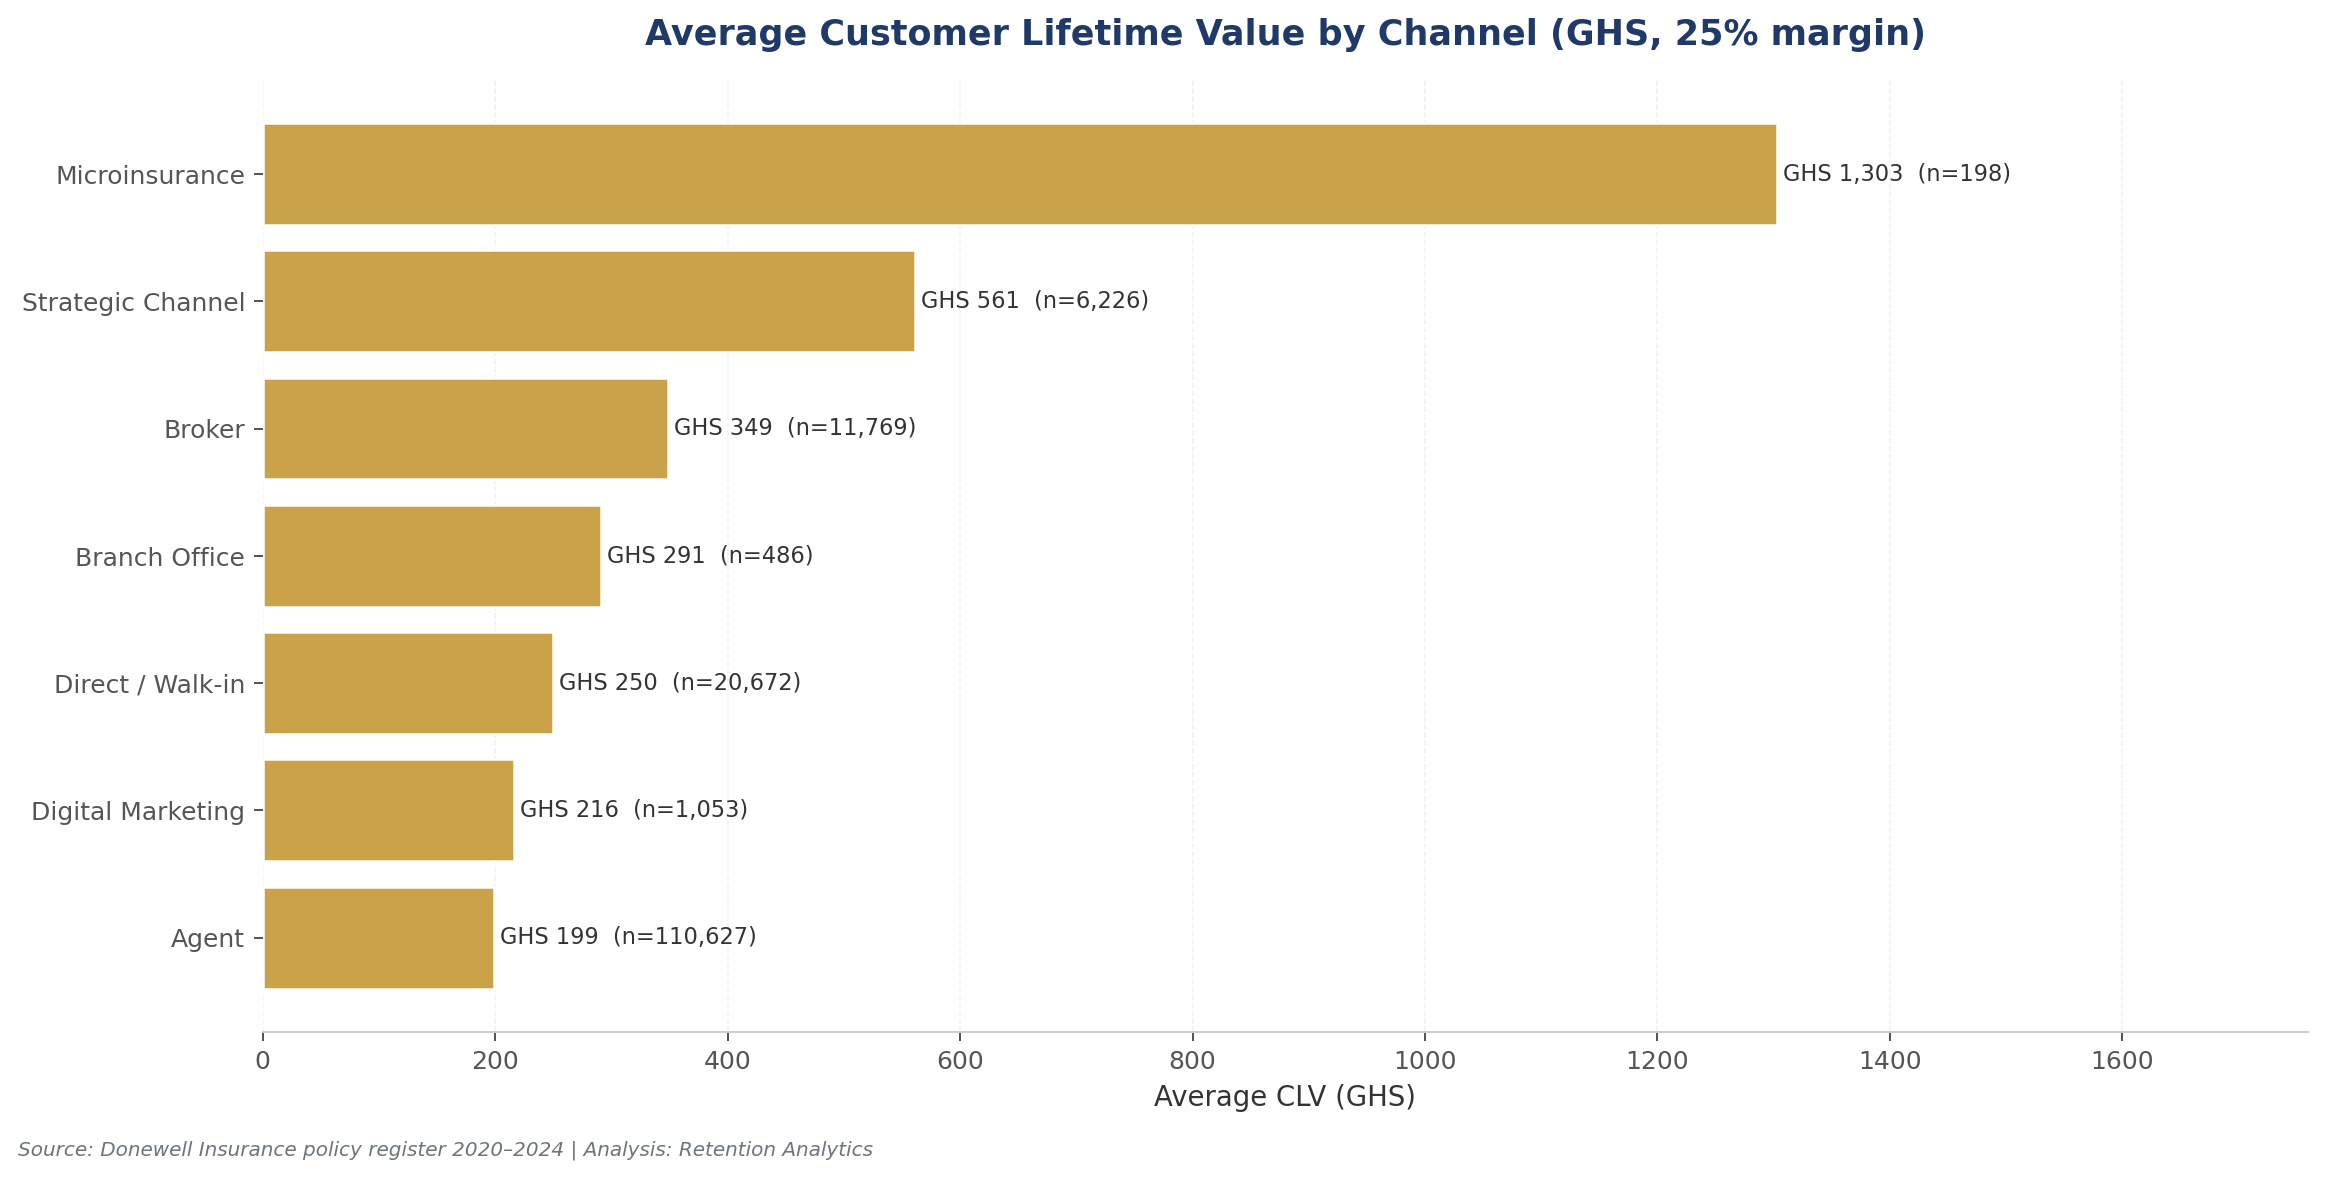 Average Customer Lifetime Value by Channel (GHS, 25% margin)
Microinsurance
GHS 1,303 (n=198)
Strategic Channel
GHS 561 (n=6,226)
Broker
GHS 349 (n=11,769)
Branch Office
GHS 291 (n=486)
Direct / Walk-in
GHS 250 (n=20,672)
Digital Marketing
GHS 216 (n=1,053)
Agent
GHS 199 (n=110,627)
0 200 400 600 800 1000 1200 1400 1600
Average CLV (GHS)
Source: Donewell Insurance policy register 2020–2024 | Analysis: Retention Analytics